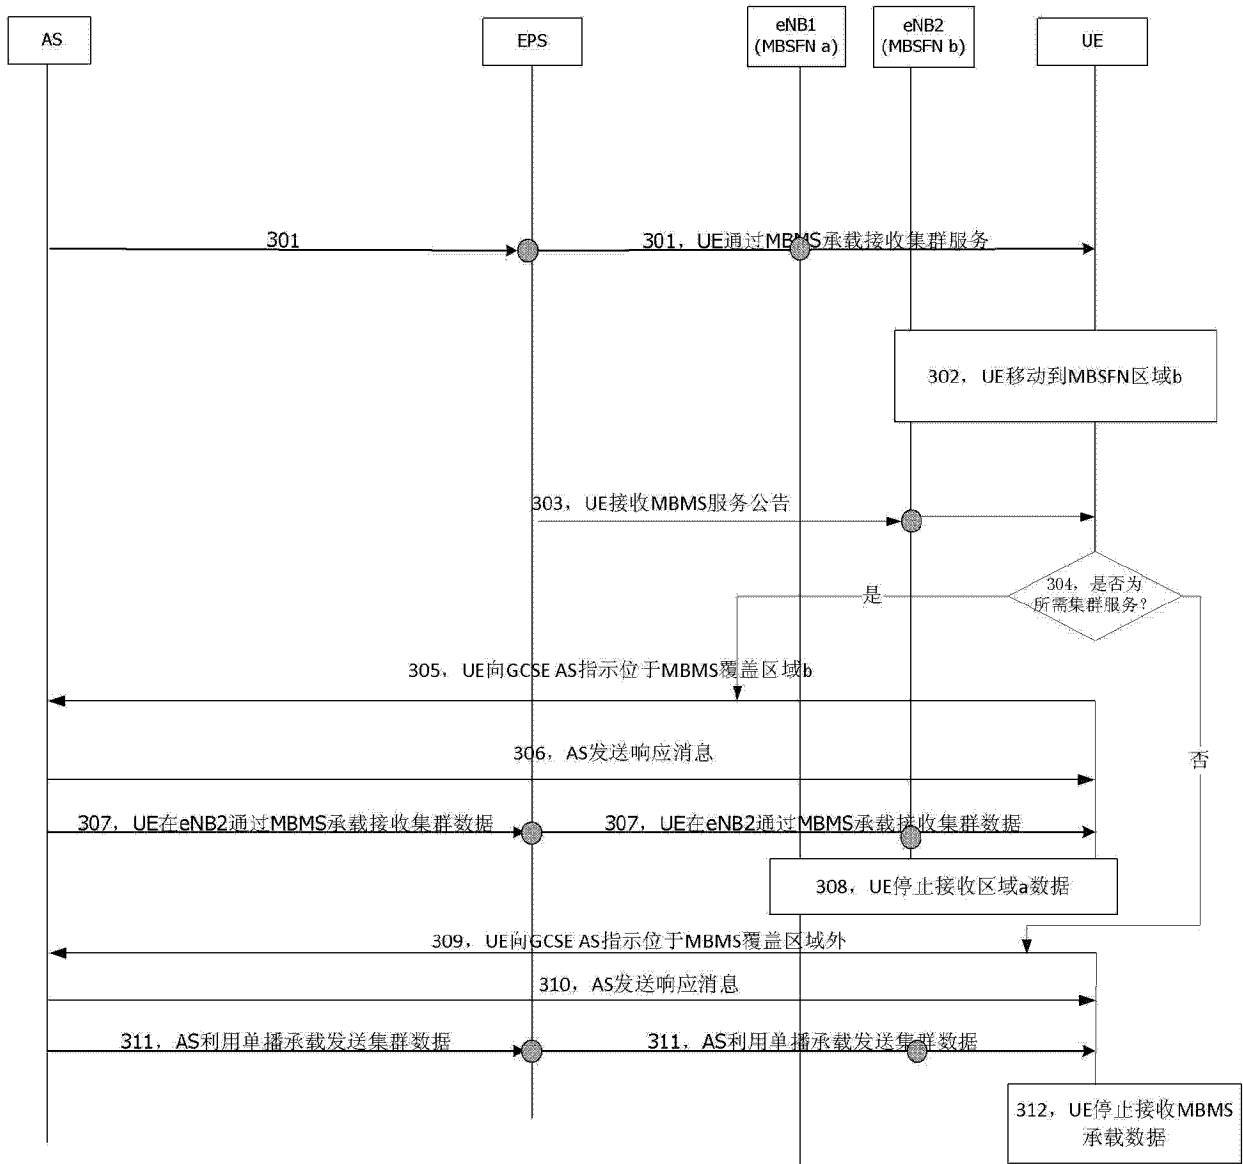 AS
EPS
eNB1
(MBSFN a)
eNB2
(MBSFN b)
UE
301
301，UE通过MBMS承载接收集群服务
302，UE移动到MBSFN区域b
303，UE接收MBMS服务公告
304，是否为
所需集群服务？
是
305，UE向GCSE AS指示位于MBMS覆盖区域b
306，AS发送响应消息
否
307，UE在eNB2通过MBMS承载接收集群数据
307，UE在eNB2通过MBMS承载接收集群数据
308，UE停止接收区域a数据
309，UE向GCSE AS指示位于MBMS覆盖区域外
310，AS发送响应消息
311，AS利用单播承载发送集群数据
311，AS利用单播承载发送集群数据
312，UE停止接收MBMS
承载数据